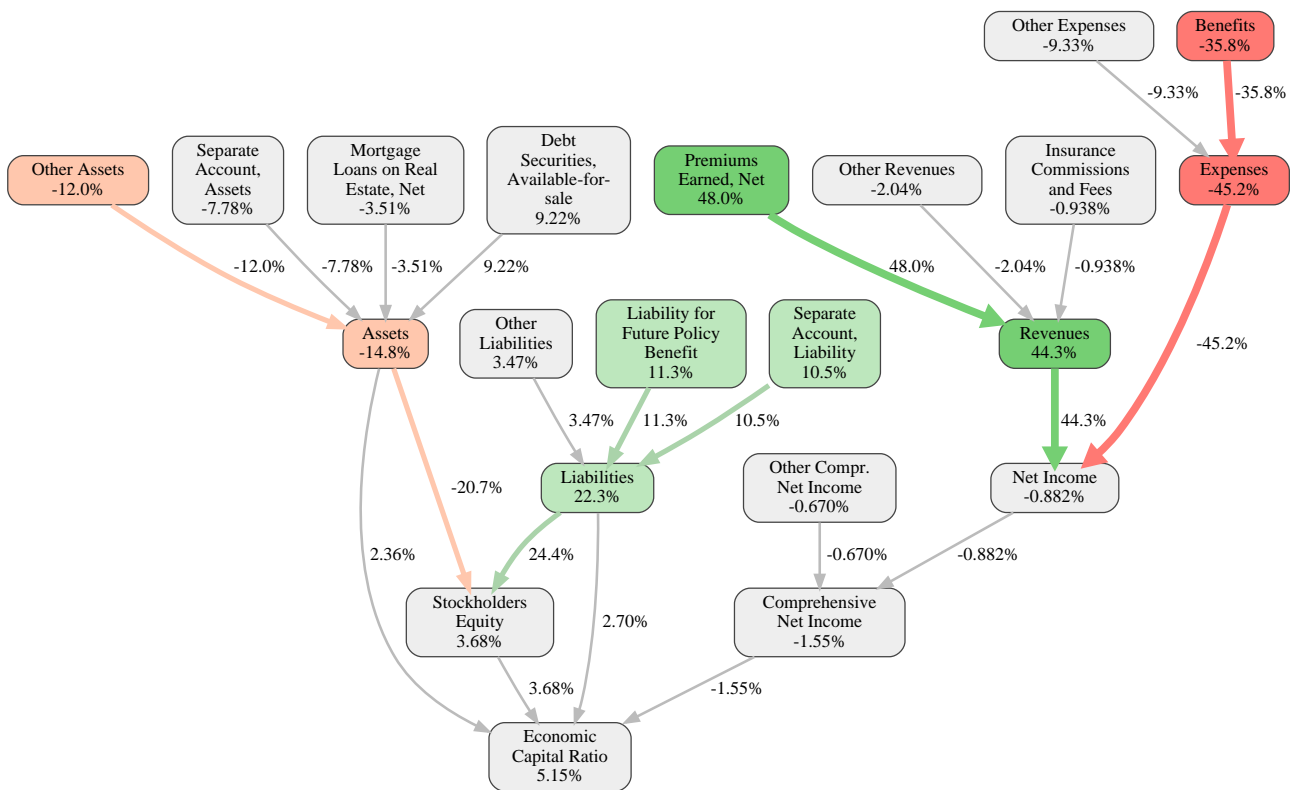 Other Expenses
-9.33%
Benefits
-35.8%
-9.33%
-35.8%
Other Assets
-12.0%
Separate
Account,
Assets
-7.78%
Mortgage
Loans on Real
Estate, Net
-3.51%
Debt
Securities,
Available-for-
sale
9.22%
Premiums
Earned, Net
48.0%
Other Revenues
-2.04%
Insurance
Commissions
and Fees
-0.938%
Expenses
-45.2%
-12.0%
-7.78%
-3.51%
9.22%
48.0%
-2.04%
-0.938%
-45.2%
Assets
-14.8%
Other
Liabilities
3.47%
Liability for
Future Policy
Benefit
11.3%
Separate
Account,
Liability
10.5%
Revenues
44.3%
3.47%
11.3%
10.5%
44.3%
-20.7%
Liabilities
22.3%
Other Compr.
Net Income
-0.670%
Net Income
-0.882%
2.36%
24.4%
2.70%
-0.670%
-0.882%
Stockholders
Equity
3.68%
Comprehensive
Net Income
-1.55%
3.68%
-1.55%
Economic
Capital Ratio
5.15%